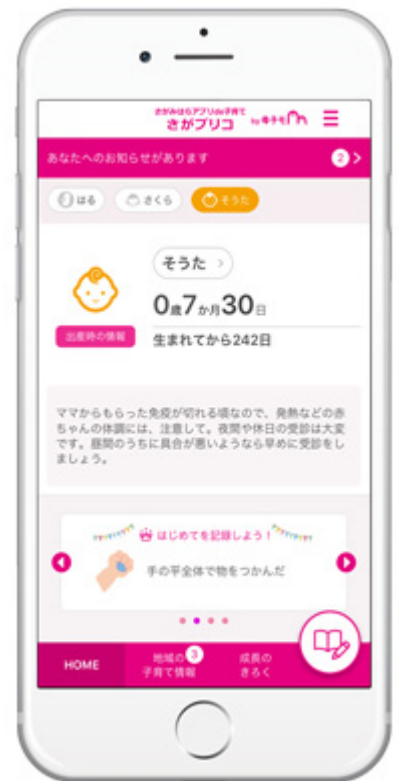 さがみはらアプリde子育て
さがプリコ by母子モ
あなたへのお知らせがあります 2
はる さくら そうた
そうた
0歳7か月30日
出産時の情報 生まれてから242日
ママからもらった免疫が切れる頃なので、発熱などの赤
ちゃんの体調には、注意して。夜間や休日の受診は大変
です。昼間のうちに具合が悪いようなら早めに受診をし
ましょう。
はじめてを記録しよう!
手の平全体で物をつかんだ
HOME 地域の 3 成長の
子育て情報 きろく